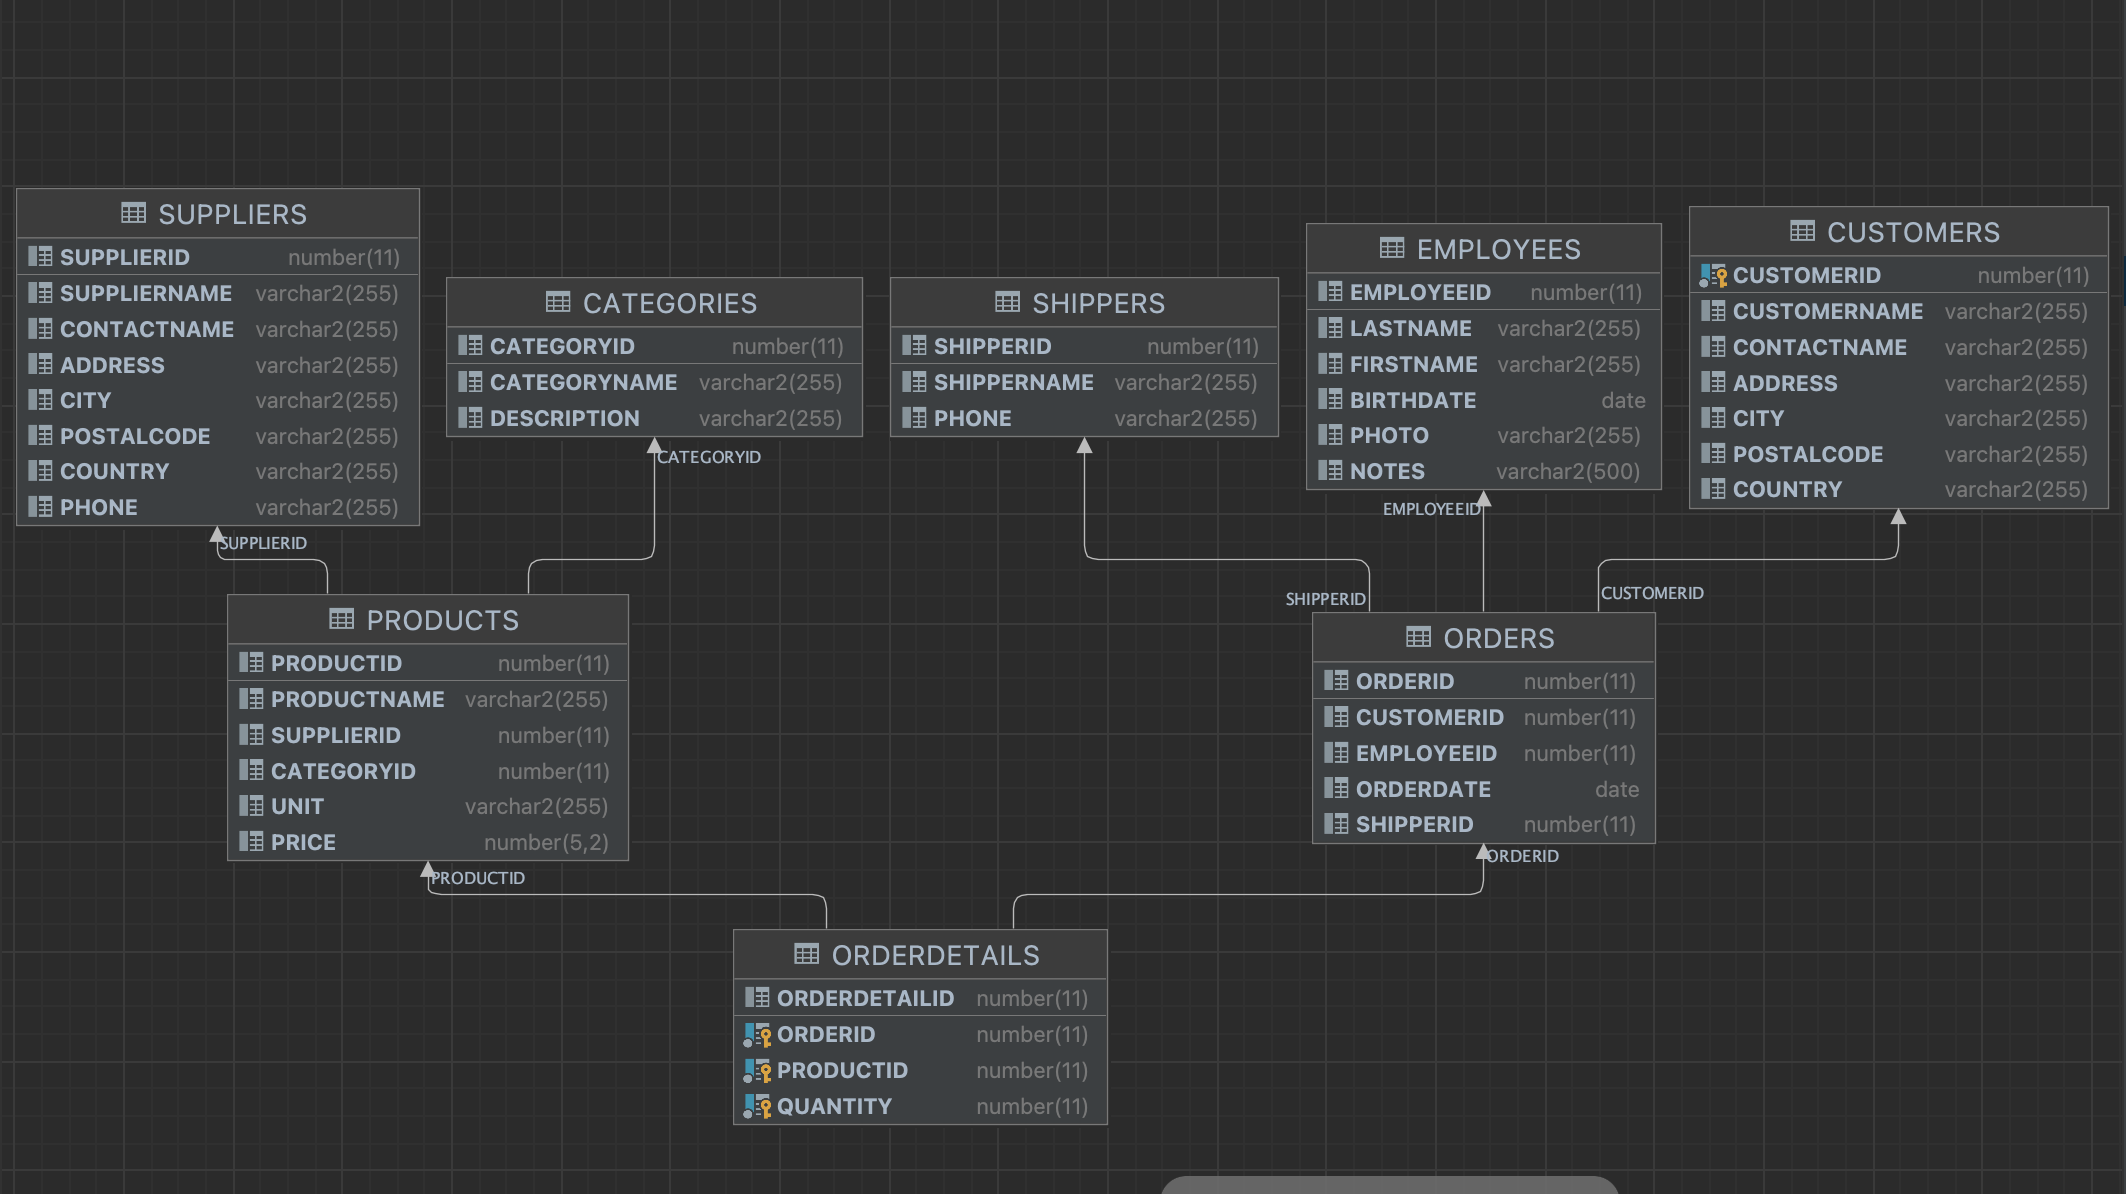 SUPPLIERS
SUPPLIERID number(11)
SUPPLIERNAME varchar2(255)
CONTACTNAME varchar2(255)
ADDRESS varchar2(255)
CITY varchar2(255)
POSTALCODE varchar2(255)
COUNTRY varchar2(255)
PHONE varchar2(255)
CATEGORIES
CATEGORYID number(11)
CATEGORYNAME varchar2(255)
DESCRIPTION varchar2(255)
SHIPPERS
SHIPPERID number(11)
SHIPPERNAME varchar2(255)
PHONE varchar2(255)
EMPLOYEES
EMPLOYEEID number(11)
LASTNAME varchar2(255)
FIRSTNAME varchar2(255)
BIRTHDATE date
PHOTO varchar2(255)
NOTES varchar2(500)
CUSTOMERS
CUSTOMERID number(11)
CUSTOMERNAME varchar2(255)
CONTACTNAME varchar2(255)
ADDRESS varchar2(255)
CITY varchar2(255)
POSTALCODE varchar2(255)
COUNTRY varchar2(255)
SUPPLIERID
CATEGORYID
SHIPPERID
EMPLOYEEID
CUSTOMERID
PRODUCTS
PRODUCTID number(11)
PRODUCTNAME varchar2(255)
SUPPLIERID number(11)
CATEGORYID number(11)
UNIT varchar2(255)
PRICE number(5,2)
ORDERS
ORDERID number(11)
CUSTOMERID number(11)
EMPLOYEEID number(11)
ORDERDATE date
SHIPPERID number(11)
PRODUCTID
ORDERID
ORDERDETAILS
ORDERDETAILID number(11)
ORDERID number(11)
PRODUCTID number(11)
QUANTITY number(11)